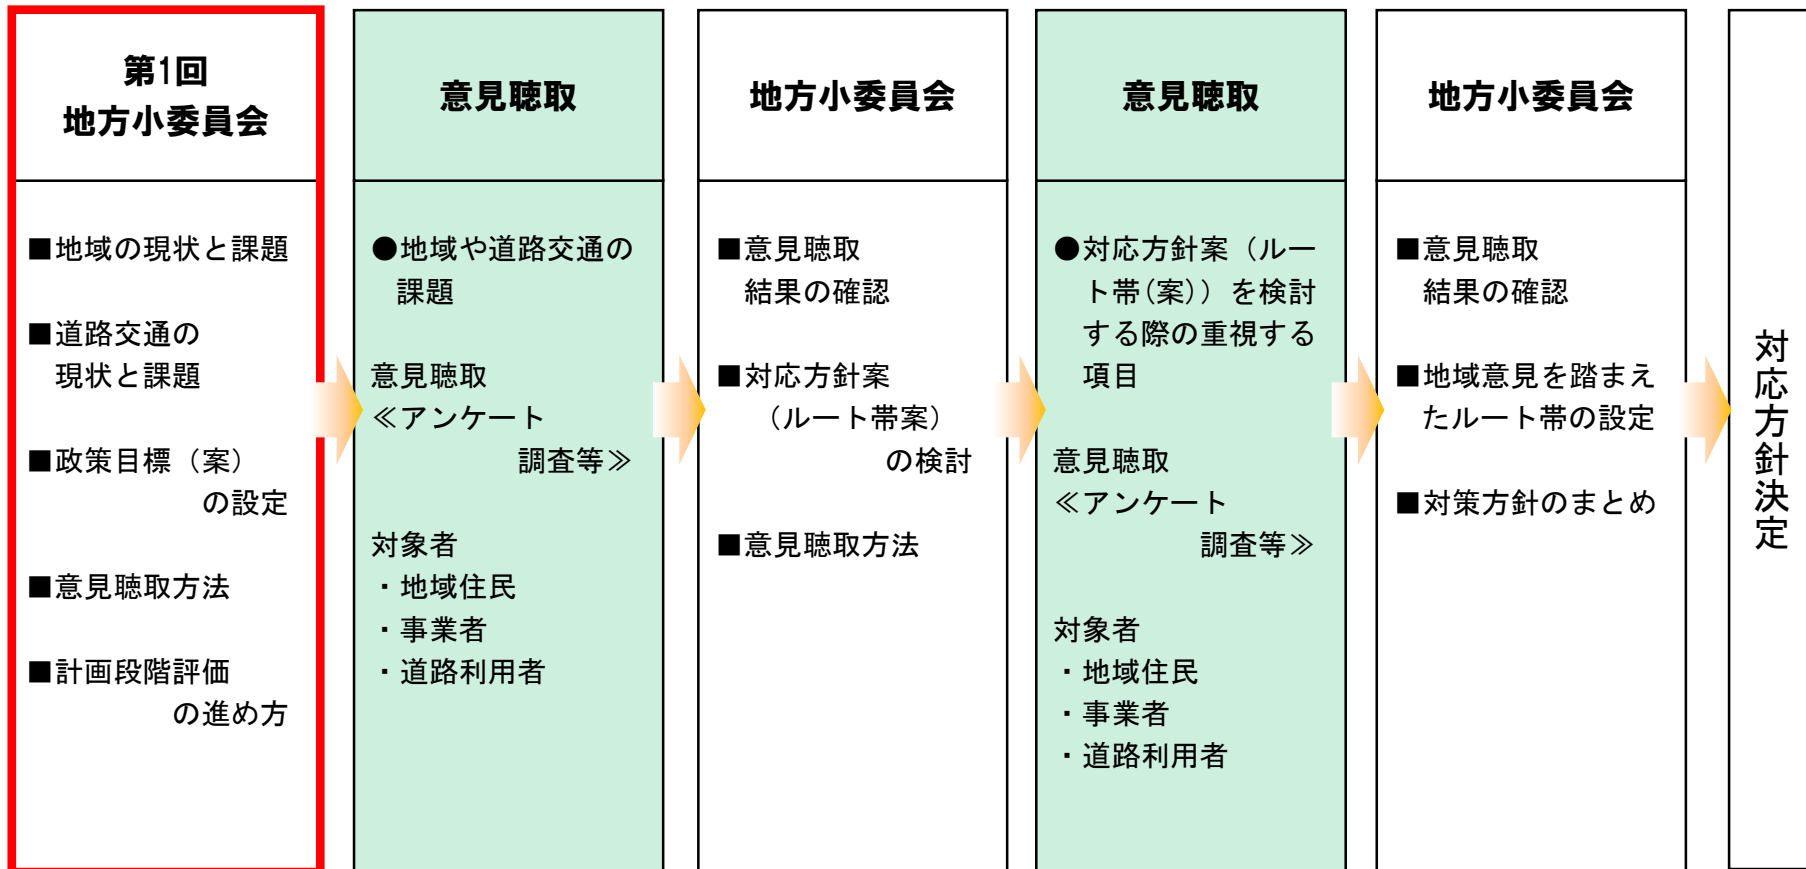 第1回
地方小委員会
■地域の現状と課題
■道路交通の
現状と課題
■政策目標（案）
の設定
■意見聴取方法
■計画段階評価
の進め方
意見聴取
●地域や道路交通の
課題
意見聴取
≪アンケート
調査等≫
対象者
・地域住民
・事業者
・道路利用者
地方小委員会
■意見聴取
結果の確認
■対応方針案
（ルート帯案）
の検討
■意見聴取方法
意見聴取
●対応方針案（ルー
ト帯(案)）を検討
する際の重視する
項目
意見聴取
≪アンケート
調査等≫
対象者
・地域住民
・事業者
・道路利用者
地方小委員会
■意見聴取
結果の確認
■地域意見を踏まえ
たルート帯の設定
■対策方針のまとめ
対応方針決定